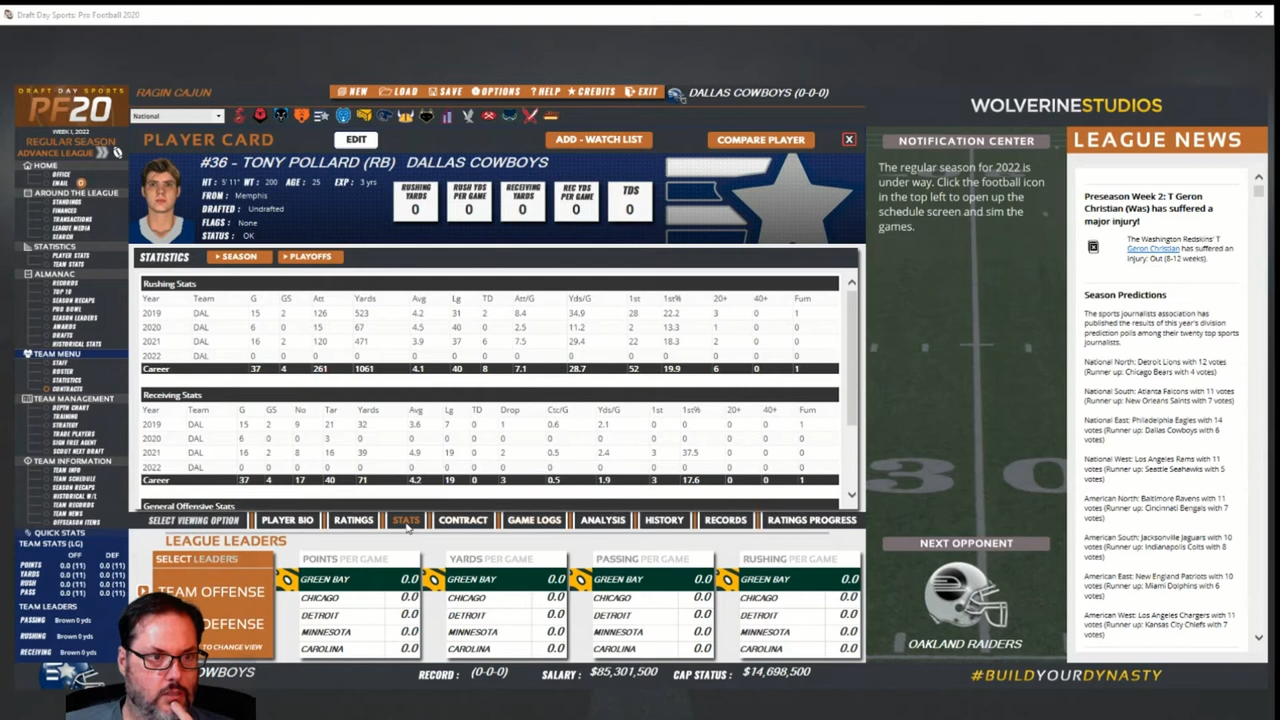 Draft Day Sports: Pro Football 2020
DRAFT DAY SPORTS
PF20
WEEK 1, 2022
REGULAR SEASON
ADVANCE LEAGUE
HOME
OFFICE
EMAIL
AROUND THE LEAGUE
STANDINGS
FINANCES
TRANSACTIONS
LEAGUE MEDIA
SEARCH
STATISTICS
PLAYER STATS
TEAM STATS
ALMANAC
RECORDS
TOP 10
SEASON RECAPS
PRO BOWL
SEASON LEADERS
AWARDS
DRAFTS
HISTORICAL STATS
TEAM MENU
STAFF
ROSTER
STATISTICS
CONTRACTS
TEAM MANAGEMENT
DEPTH CHART
TRAINING
STRATEGY
TRADE PLAYERS
SIGN FREE AGENT
SCOUT NEXT DRAFT
TEAM INFORMATION
TEAM INFO
TEAM SCHEDULE
SEASON RECAPS
HISTORICAL W/L
TEAM RECORDS
TEAM NEWS
OFFSEASON ITEMS
QUICK STATS
TEAM STATS (LG)
OFF DEF
POINTS 0.0 (11) 0.0 (11)
YARDS 0.0 (11) 0.0 (11)
RUSH 0.0 (11) 0.0 (11)
PASS 0.0 (11) 0.0 (11)
TEAM LEADERS
PASSING Brown 0 yds
RUSHING Brown 0 yds
RECEIVING Brown 0 yds
RAGIN CAJUN
NEW LOAD SAVE OPTIONS ? HELP CREDITS EXIT
DALLAS COWBOYS (0-0-0)
National
PLAYER CARD
EDIT
ADD - WATCH LIST
COMPARE PLAYER
X
#36 - TONY POLLARD (RB) DALLAS COWBOYS
HT : 5' 11" WT : 200 AGE : 25 EXP : 3 yrs
FROM : Memphis
DRAFTED : Undrafted
FLAGS : None
STATUS : OK
RUSHING YARDS 0
RUSH YDS PER GAME 0
RECEIVING YARDS 0
REC YDS PER GAME 0
TDS 0
STATISTICS
SEASON
PLAYOFFS
Rushing Stats
Year Team G GS Att Yards Avg Lg TD Att/G Yds/G 1st 1st% 20+ 40+ Fum
2019 DAL 15 2 126 523 4.2 31 2 8.4 34.9 28 22.2 3 0 1
2020 DAL 6 0 15 67 4.5 40 0 2.5 11.2 2 13.3 1 0 0
2021 DAL 16 2 120 471 3.9 37 6 7.5 29.4 22 18.3 2 0 0
2022 DAL 0 0 0 0 0 0 0 0 0 0 0 0 0 0
Career 37 4 261 1061 4.1 40 8 7.1 28.7 52 19.9 6 0 1
Receiving Stats
Year Team G GS No Tar Yards Avg Lg TD Drop Ctc/G Yds/G 1st 1st% 20+ 40+ Fum
2019 DAL 15 2 9 21 32 3.6 7 0 1 0.6 2.1 0 0 0 0 1
2020 DAL 6 0 0 3 0 0 0 0 0 0 0 0 0 0 0 0
2021 DAL 16 2 8 16 39 4.9 19 0 2 0.5 2.4 3 37.5 0 0 0
2022 DAL 0 0 0 0 0 0 0 0 0 0 0 0 0 0 0 0
Career 37 4 17 40 71 4.2 19 0 3 0.5 1.9 3 17.6 0 0 1
General Offensive Stats
SELECT VIEWING OPTION
PLAYER BIO RATINGS STATS CONTRACT GAME LOGS ANALYSIS HISTORY RECORDS RATINGS PROGRESS
LEAGUE LEADERS
SELECT LEADERS
TEAM OFFENSE
DEFENSE
TO CHANGE VIEW
POINTS PER GAME
GREEN BAY 0.0
CHICAGO 0.0
DETROIT 0.0
MINNESOTA 0.0
CAROLINA 0.0
YARDS PER GAME
GREEN BAY 0.0
CHICAGO 0.0
DETROIT 0.0
MINNESOTA 0.0
CAROLINA 0.0
PASSING PER GAME
GREEN BAY 0.0
CHICAGO 0.0
DETROIT 0.0
MINNESOTA 0.0
CAROLINA 0.0
RUSHING PER GAME
GREEN BAY 0.0
CHICAGO 0.0
DETROIT 0.0
MINNESOTA 0.0
CAROLINA 0.0
COWBOYS
RECORD : (0-0-0)
SALARY : $85,301,500
CAP STATUS : $14,698,500
WOLVERINESTUDIOS
NOTIFICATION CENTER
The regular season for 2022 is
under way. Click the football icon
in the top left to open up the
schedule screen and sim the
games.
3 0
NEXT OPPONENT
OAKLAND RAIDERS
LEAGUE NEWS
Preseason Week 2: T Geron
Christian (Was) has suffered a
major injury!
The Washington Redskins' T
Geron Christian has suffered an
injury: Out (8-12 weeks).
Season Predictions
The sports journalists association has
published the results of this year's division
prediction polls among their twenty top sports
journalists.
National North: Detroit Lions with 12 votes
(Runner up: Chicago Bears with 4 votes)
National South: Atlanta Falcons with 11 votes
(Runner up: New Orleans Saints with 7 votes)
National East: Philadelphia Eagles with 14
votes (Runner up: Dallas Cowboys with 6
votes)
National West: Los Angeles Rams with 11
votes (Runner up: Seattle Seahawks with 5
votes)
American North: Baltimore Ravens with 11
votes (Runner up: Cincinnati Bengals with 7
votes)
American South: Jacksonville Jaguars with 10
votes (Runner up: Indianapolis Colts with 8
votes)
American East: New England Patriots with 10
votes (Runner up: Miami Dolphins with 6
votes)
American West: Los Angeles Chargers with 11
votes (Runner up: Kansas City Chiefs with 7
votes)
#BUILDYOURDYNASTY